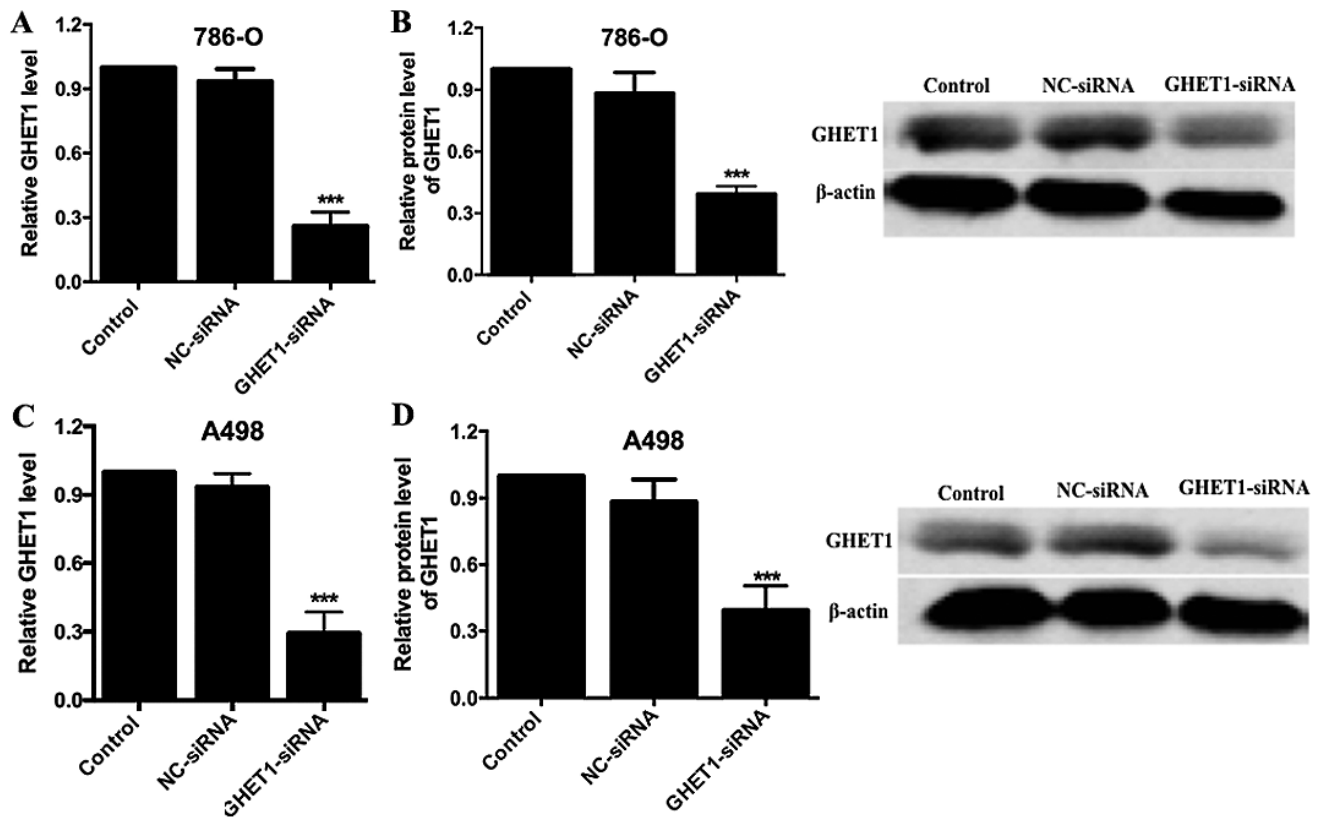 A
786-O
Relative GHET1 level
1.2
0.9
0.6
0.3
0.0
***
Control
NC-siRNA
GHET1-siRNA
B
786-O
Relative protein level
of GHET1
1.2
0.9
0.6
0.3
0.0
***
Control
NC-siRNA
GHET1-siRNA
Control NC-siRNA GHET1-siRNA
GHET1
β-actin
C
A498
Relative GHET1 level
1.2
0.9
0.6
0.3
0.0
***
Control
NC-siRNA
GHET1-siRNA
D
A498
Relative protein level
of GHET1
1.2
0.9
0.6
0.3
0.0
***
Control
NC-siRNA
GHET1-siRNA
Control NC-siRNA GHET1-siRNA
GHET1
β-actin